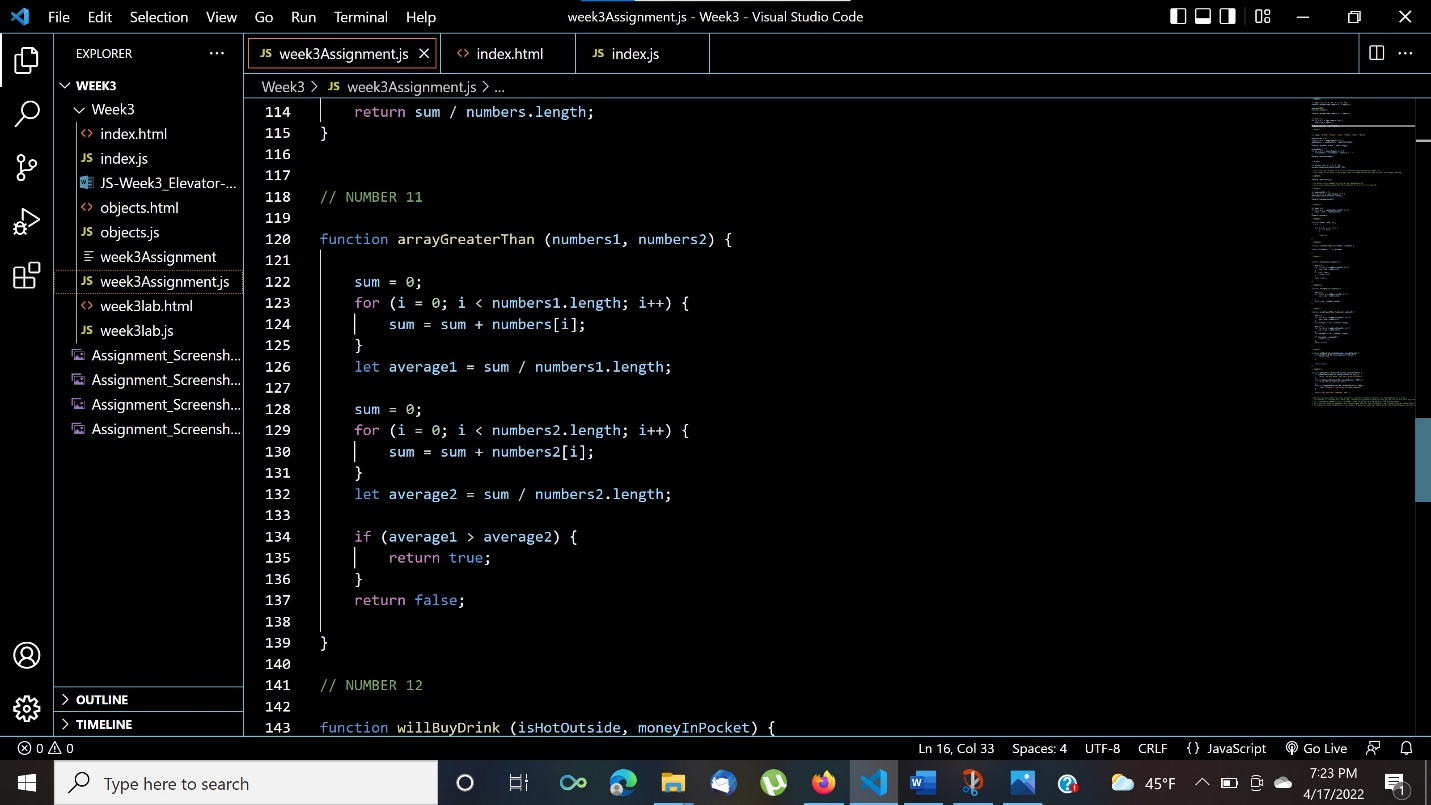 File Edit Selection View Go Run Terminal Help
week3Assignment.js - Week3 - Visual Studio Code
EXPLORER
WEEK3
Week3
index.html
JS index.js
JS-Week3_Elevator-...
objects.html
JS objects.js
week3Assignment
JS week3Assignment.js
week3lab.html
JS week3lab.js
Assignment_Screensh...
Assignment_Screensh...
Assignment_Screensh...
Assignment_Screensh...
OUTLINE
TIMELINE
JS week3Assignment.js
index.html
JS index.js
Week3 > JS week3Assignment.js > ...
114 return sum / numbers.length;
115 }
116
117
118 // NUMBER 11
119
120 function arrayGreaterThan (numbers1, numbers2) {
121
122 sum = 0;
123 for (i = 0; i < numbers1.length; i++) {
124 sum = sum + numbers[i];
125 }
126 let average1 = sum / numbers1.length;
127
128 sum = 0;
129 for (i = 0; i < numbers2.length; i++) {
130 sum = sum + numbers2[i];
131 }
132 let average2 = sum / numbers2.length;
133
134 if (average1 > average2) {
135 return true;
136 }
137 return false;
138
139 }
140
141 // NUMBER 12
142
143 function willBuyDrink (isHotOutside, moneyInPocket) {
0 0
Ln 16, Col 33 Spaces: 4 UTF-8 CRLF {} JavaScript Go Live
Type here to search
45°F
7:23 PM
4/17/2022
1